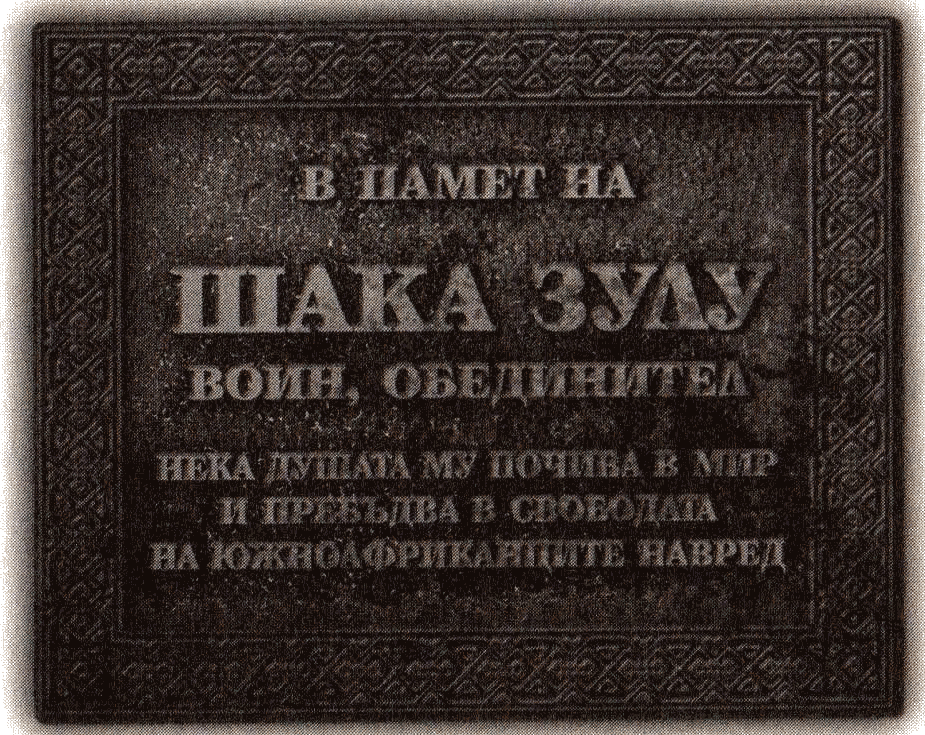 В ПАМЕТ НА
ШАКА ЗУЛУ
ВОИН, ОБЕДИНИТЕЛ
НЕКА ДУШАТА МУ ПОЧИВА В МИР
И ПРЕБЪДВА В СВОБОДАТА
НА ЮЖНОАФРИКАНЦИТЕ НАВРЕД